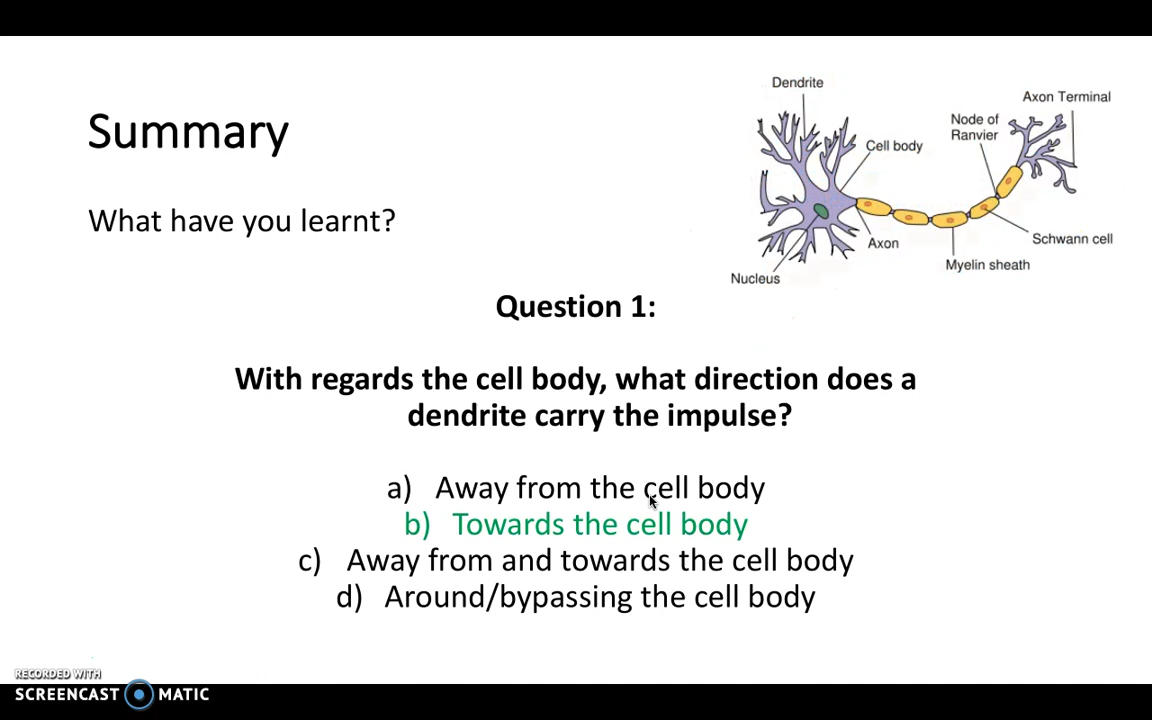 Summary
What have you learnt?
Dendrite
Axon Terminal
Node of
Ranvier
Cell body
Axon
Schwann cell
Myelin sheath
Nucleus
Question 1:
With regards the cell body, what direction does a
dendrite carry the impulse?
a) Away from the cell body
b) Towards the cell body
c) Away from and towards the cell body
d) Around/bypassing the cell body
RECORDED WITH
SCREENCAST MATIC